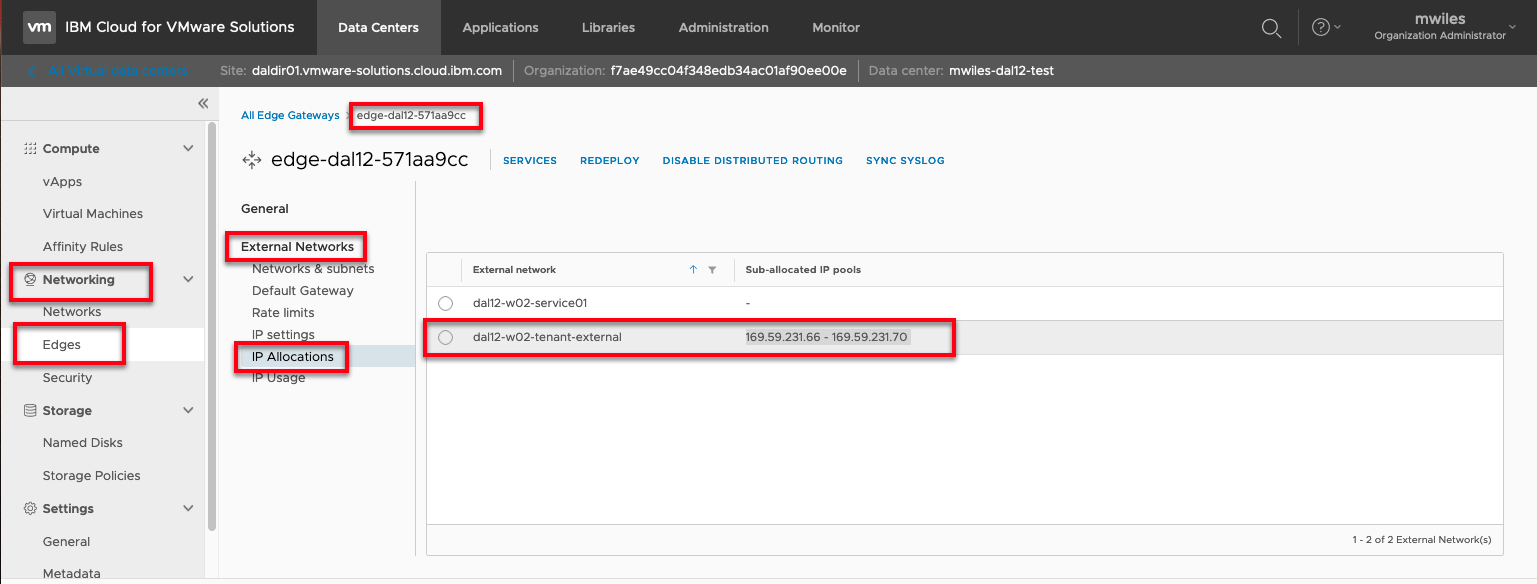 vm IBM Cloud for VMware Solutions Data Centers Applications Libraries Administration Monitor mwiles
Organization Administrator
All Virtual data centers Site: daldir01.vmware-solutions.cloud.ibm.com Organization: f7ae49cc04f348edb34ac01af90ee00e Data center: mwiles-dal12-test
All Edge Gateways > edge-dal12-571aa9cc
Compute
vApps
Virtual Machines
Affinity Rules
Networking
Networks
Edges
Security
Storage
Named Disks
Storage Policies
Settings
General
Metadata
edge-dal12-571aa9cc SERVICES REDEPLOY DISABLE DISTRIBUTED ROUTING SYNC SYSLOG
General
External Networks
Networks & subnets
Default Gateway
Rate limits
IP settings
IP Allocations
IP Usage
External network Sub-allocated IP pools
dal12-w02-service01 -
dal12-w02-tenant-external 169.59.231.66 - 169.59.231.70
1 - 2 of 2 External Network(s)